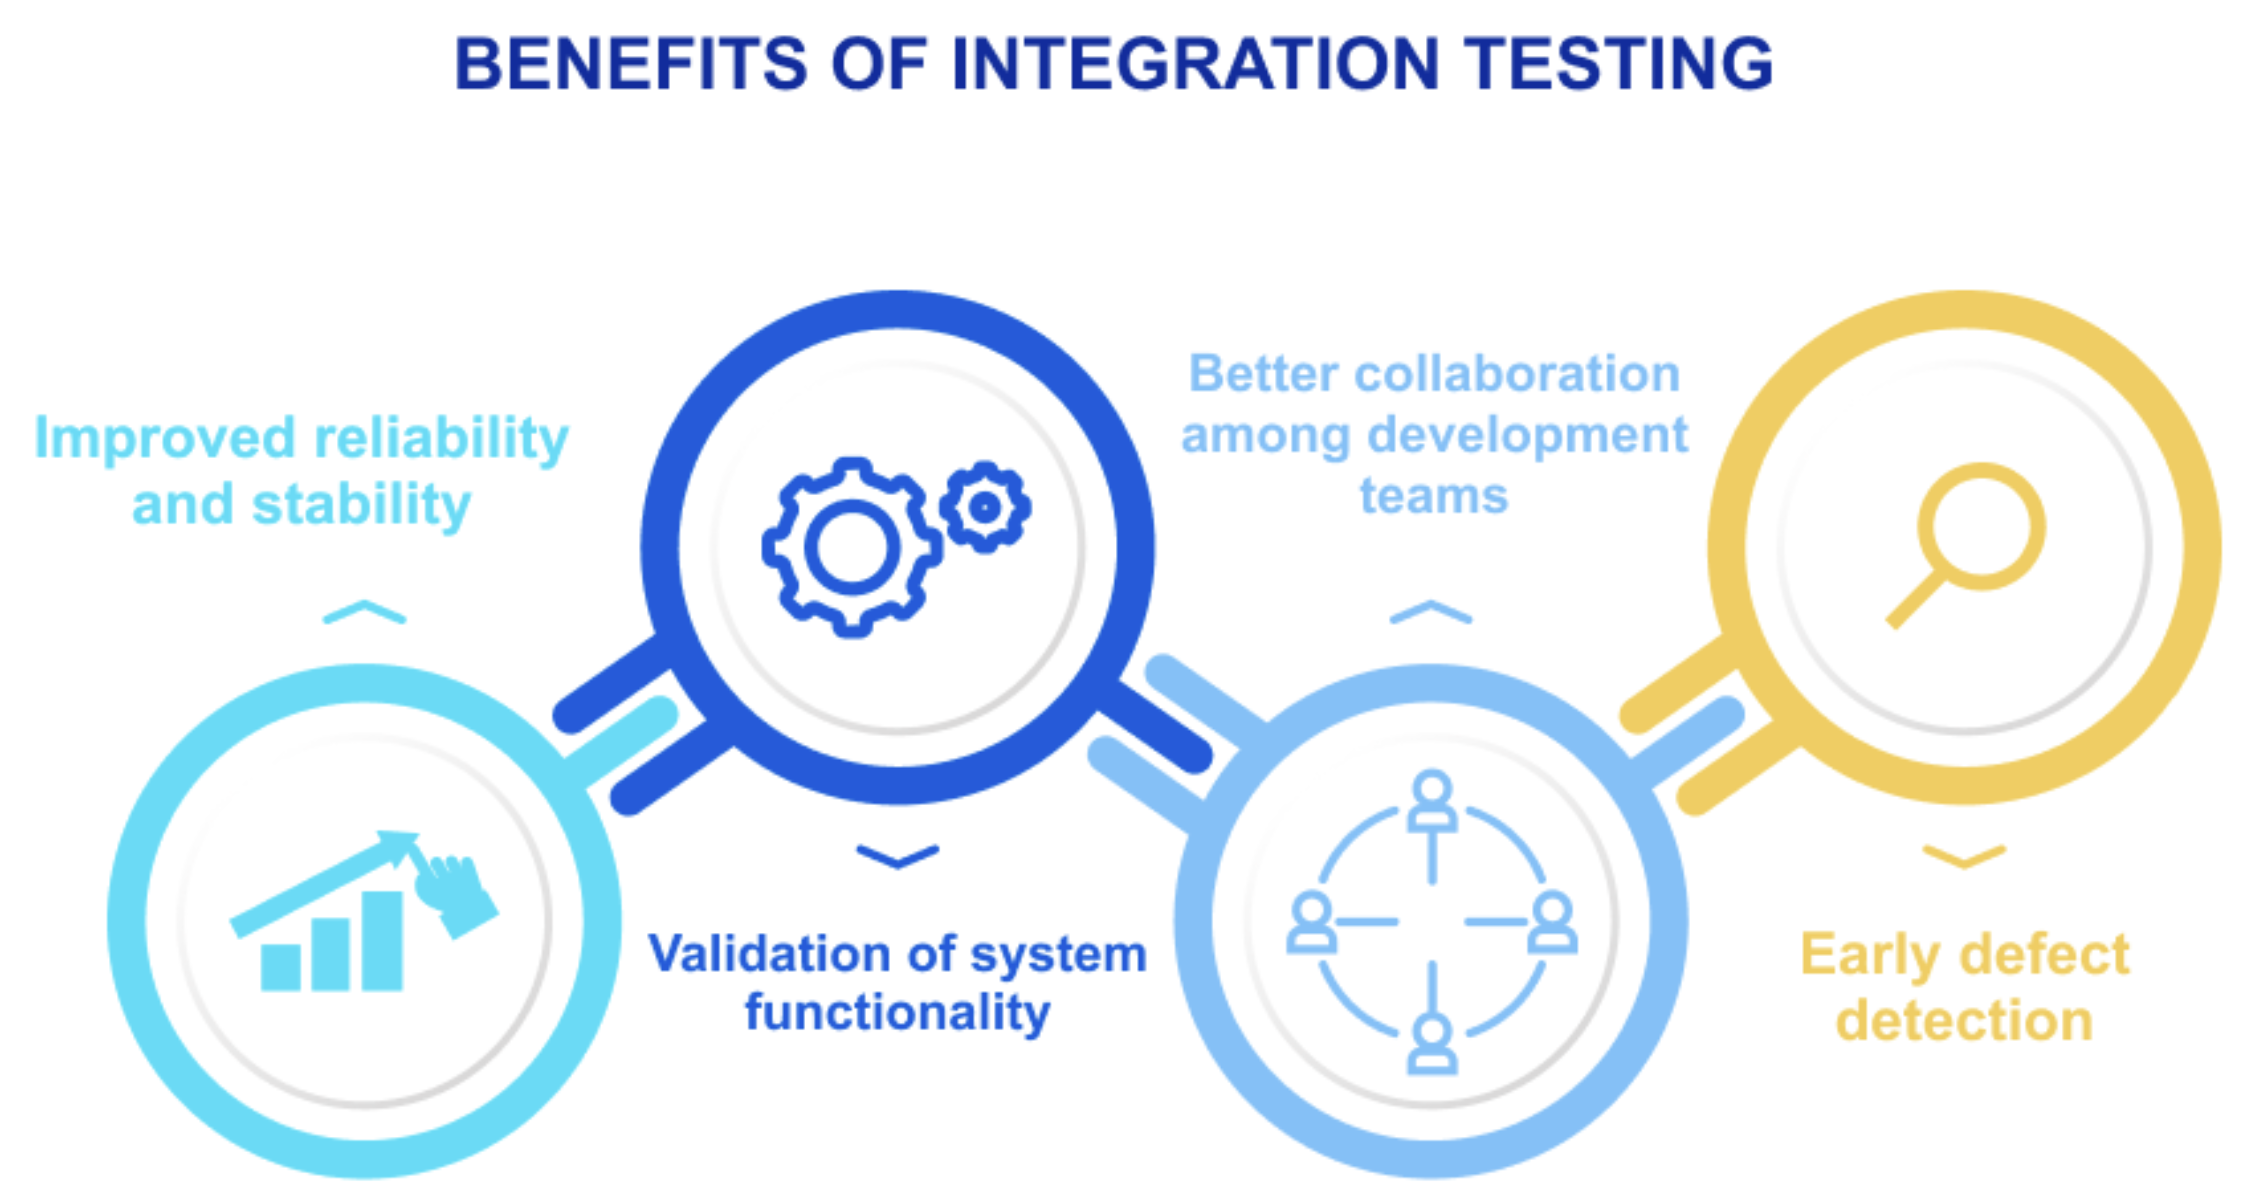 BENEFITS OF INTEGRATION TESTING
Improved reliability
and stability
Validation of system
functionality
Better collaboration
among development
teams
Early defect
detection